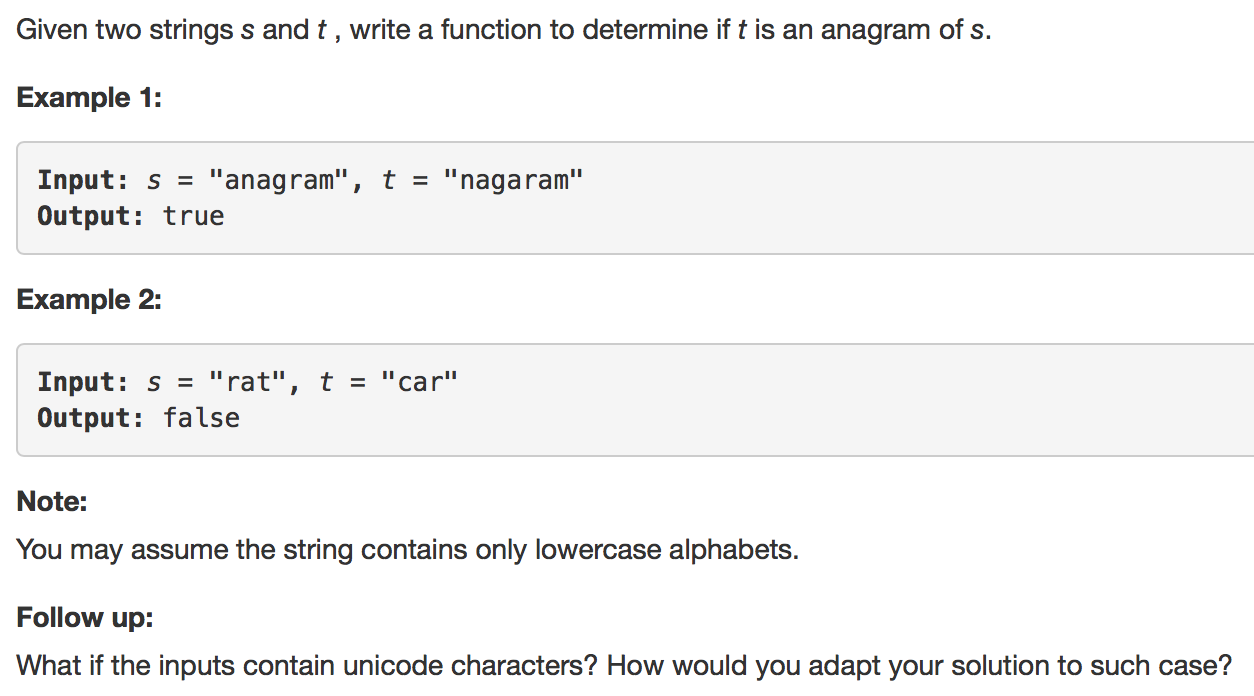 Given two strings s and t , write a function to determine if t is an anagram of s.
Example 1:
Input: s = "anagram", t = "nagaram"
Output: true
Example 2:
Input: s = "rat", t = "car"
Output: false
Note:
You may assume the string contains only lowercase alphabets.
Follow up:
What if the inputs contain unicode characters? How would you adapt your solution to such case?